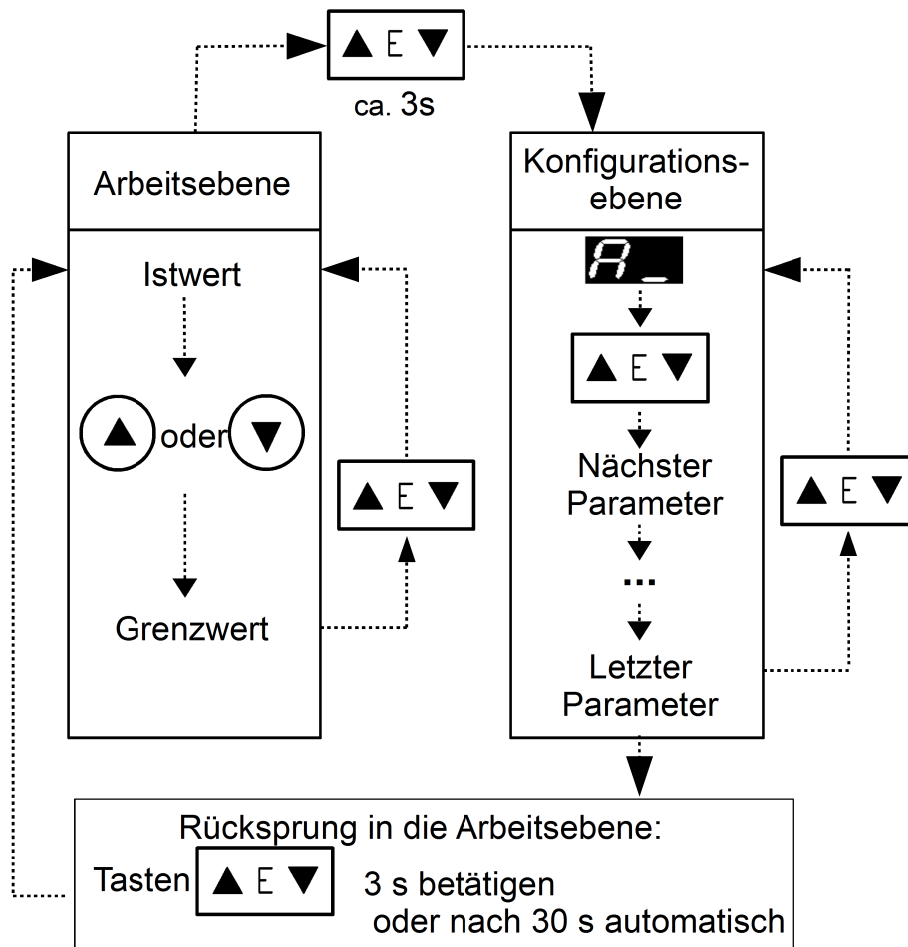 ▲ E ▼
ca. 3s
Arbeitsebene
Istwert
▲ oder ▼
Grenzwert
▲ E ▼
Konfigurations-
ebene
A _
▲ E ▼
Nächster
Parameter
...
Letzter
Parameter
▲ E ▼
Rücksprung in die Arbeitsebene:
Tasten ▲ E ▼ 3 s betätigen
oder nach 30 s automatisch